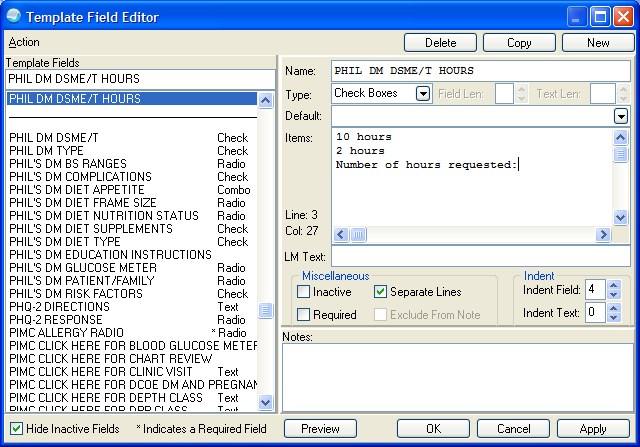 Template Field Editor
Action
Delete
Copy
New
Template Fields
PHIL DM DSME/T HOURS
PHIL DM DSME/T HOURS
PHIL DM DSME/T Check
PHIL DM TYPE Check
PHIL'S DM BS RANGES Radio
PHIL'S DM COMPLICATIONS Check
PHIL'S DM DIET APPETITE Combo
PHIL'S DM DIET FRAME SIZE Radio
PHIL'S DM DIET NUTRITION STATUS Radio
PHIL'S DM DIET SUPPLEMENTS Check
PHIL'S DM DIET TYPE Check
PHIL'S DM EDUCATION INSTRUCTIONS
PHIL'S DM GLUCOSE METER Radio
PHIL'S DM PATIENT/FAMILY Radio
PHIL'S DM RISK FACTORS Check
PHQ-2 DIRECTIONS Text
PHQ-2 RESPONSE Radio
PIMC ALLERGY RADIO * Radio
PIMC CLICK HERE FOR BLOOD GLUCOSE METER
PIMC CLICK HERE FOR CHART REVIEW
PIMC CLICK HERE FOR CLINIC VISIT Text
PIMC CLICK HERE FOR DCOE DM AND PREGNAN
PIMC CLICK HERE FOR DEPTH CLASS Text
PIMC CLICK HERE FOR DPP CLASS Text
Name: PHIL DM DSME/T HOURS
Type: Check Boxes Field Len: Text Len:
Default:
Items: 10 hours
2 hours
Number of hours requested:
Line: 3
Col: 27
LM Text:
Miscellaneous
Inactive
Separate Lines
Required
Exclude From Note
Indent
Indent Field: 4
Indent Text: 0
Notes:
Hide Inactive Fields
* Indicates a Required Field
Preview
OK
Cancel
Apply